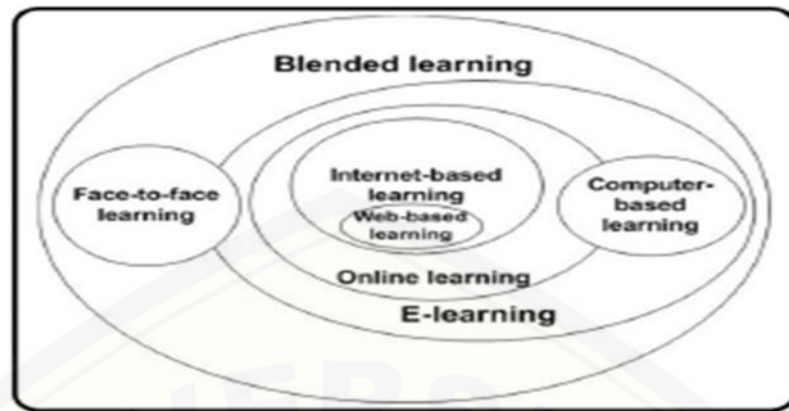 Blended learning
Face-to-face
learning
Internet-based
learning
Web-based
learning
Computer-
based
learning
Online learning
E-learning